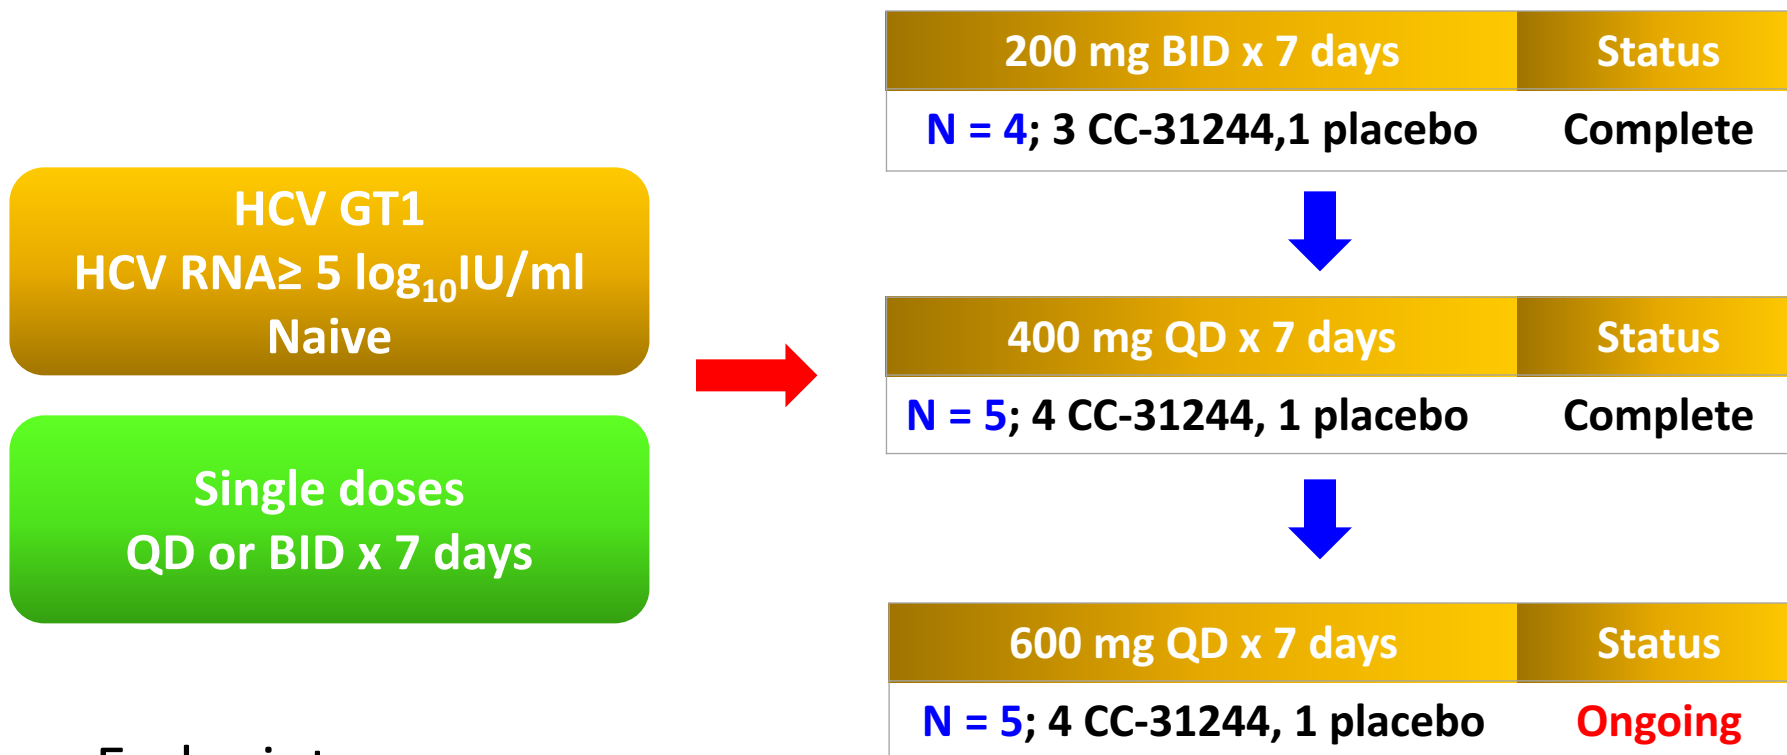 HCV GT1
HCV RNA≥ 5 log₁₀IU/ml
Naive
Single doses
QD or BID x 7 days
200 mg BID x 7 days Status
N = 4; 3 CC-31244,1 placebo Complete
400 mg QD x 7 days Status
N = 5; 4 CC-31244, 1 placebo Complete
600 mg QD x 7 days Status
N = 5; 4 CC-31244, 1 placebo Ongoing